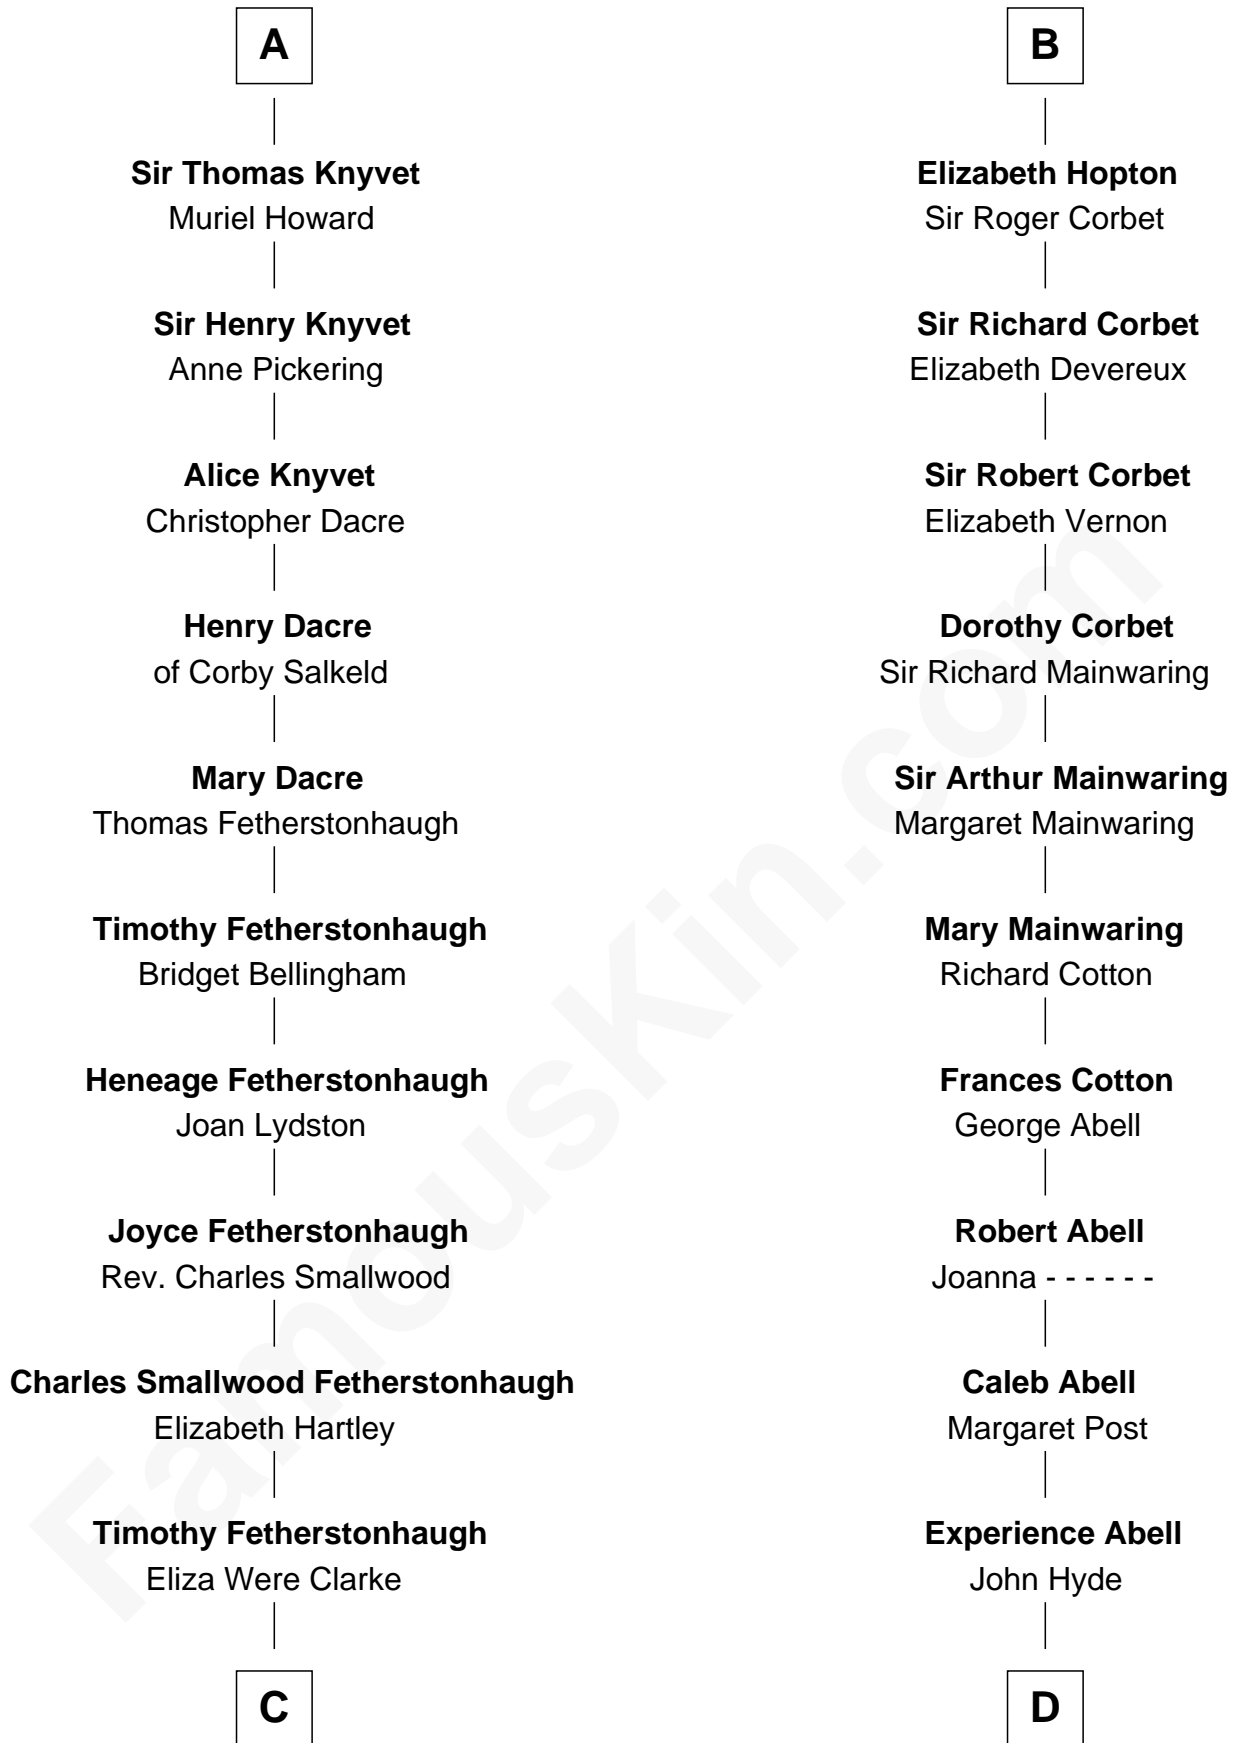 A
Sir Thomas Knyvet
Muriel Howard
Sir Henry Knyvet
Anne Pickering
Alice Knyvet
Christopher Dacre
Henry Dacre
of Corby Salkeld
Mary Dacre
Thomas Fetherstonhaugh
Timothy Fetherstonhaugh
Bridget Bellingham
Heneage Fetherstonhaugh
Joan Lydston
Joyce Fetherstonhaugh
Rev. Charles Smallwood
Charles Smallwood Fetherstonhaugh
Elizabeth Hartley
Timothy Fetherstonhaugh
Eliza Were Clarke
C
B
Elizabeth Hopton
Sir Roger Corbet
Sir Richard Corbet
Elizabeth Devereux
Sir Robert Corbet
Elizabeth Vernon
Dorothy Corbet
Sir Richard Mainwaring
Sir Arthur Mainwaring
Margaret Mainwaring
Mary Mainwaring
Richard Cotton
Frances Cotton
George Abell
Robert Abell
Joanna - - - - - -
Caleb Abell
Margaret Post
Experience Abell
John Hyde
D
FamousKin.com